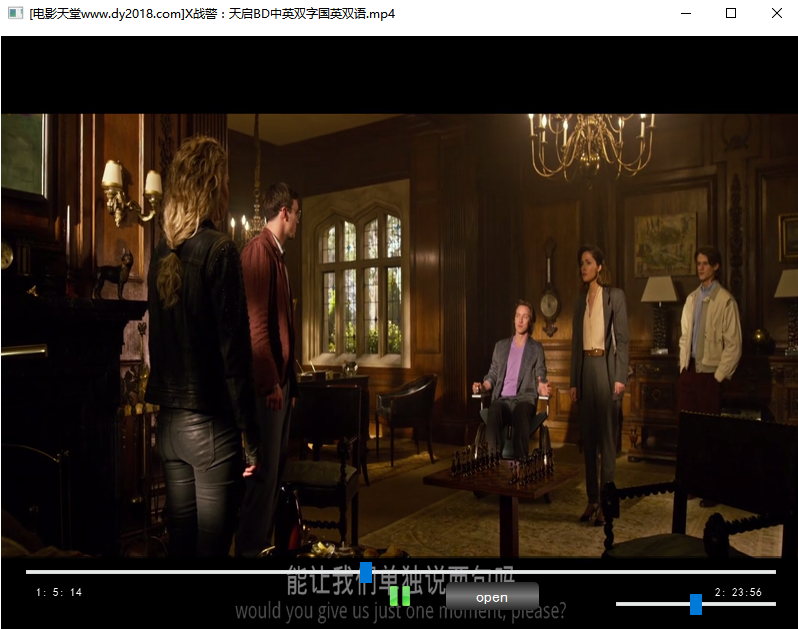 [电影天堂www.dy2018.com]X战警：天启BD中英双字国英双语.mp4
能让我们单独说两句吗
1: 5: 14
open
2: 23:56
would you give us just one moment, please?